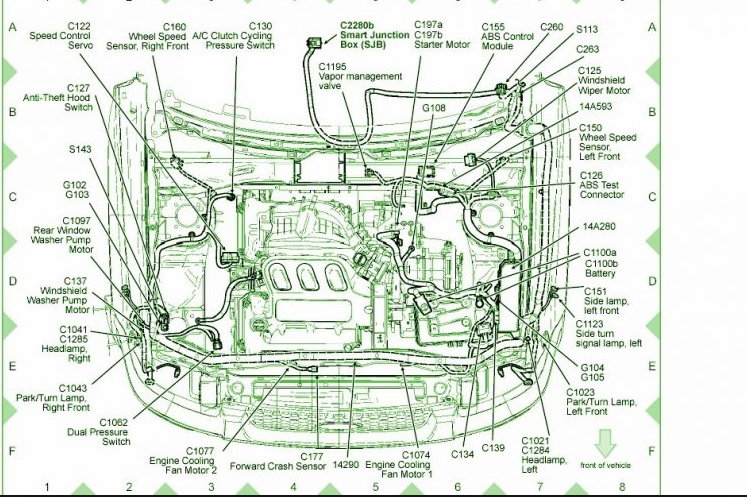 A
C122
Speed Control
Servo
C160
Wheel Speed
Sensor, Right Front
C130
A/C Clutch Cycling
Pressure Switch
C2280b
Smart Junction
Box (SJB)
C197a
C197b
Starter Motor
C155
ABS Control
Module
C260
S113
A
C263
C1195
Vapor management
valve
C125
Windshield
Wiper Motor
C127
Anti-Theft Hood
Switch
B
G108
14A593
B
C150
Wheel Speed
Sensor,
Left Front
S143
C126
ABS Test
Connector
G102
G103
C
C
C1097
Rear Window
Washer Pump
Motor
14A280
C1100a
C1100b
Battery
D
C137
Windshield
Washer Pump
Motor
C151
Side lamp,
left front
D
C1041
C1285
Headlamp,
Right
C1123
Side turn
signal lamp, left
E
G104
G105
E
C1043
Park/Turn Lamp,
Right Front
C1023
Park/Turn Lamp,
Left Front
C1062
Dual Pressure
Switch
C1077
Engine Cooling
Fan Motor 2
C177
Forward Crash Sensor
14290
C1074
Engine Cooling
Fan Motor 1
C134
C139
C1021
C1284
Headlamp,
Left
F
front of vehicle
F
1 2 3 4 5 6 7 8